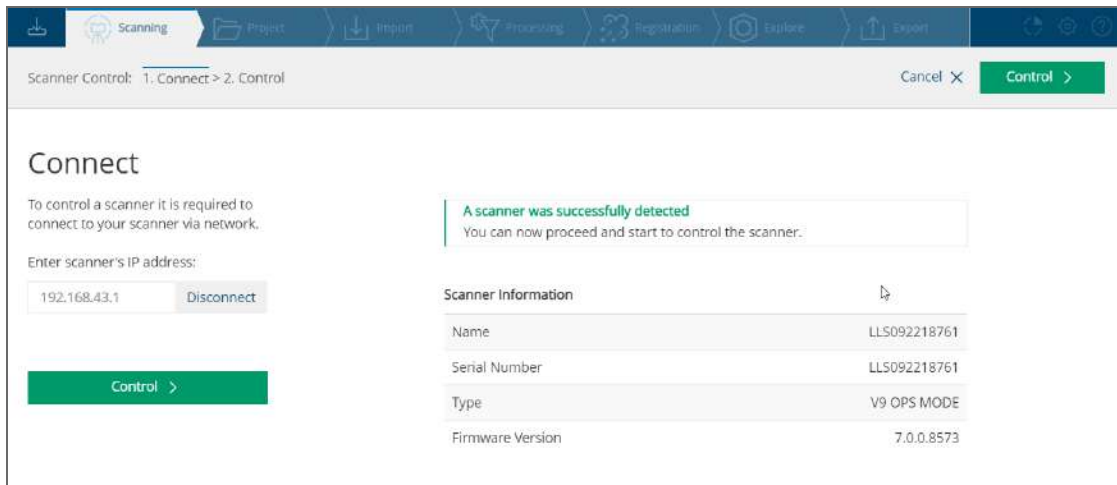 Scanning
Project
Import
Processing
Registration
Explore
Export
Scanner Control: 1. Connect > 2. Control
Cancel
Control >
Connect
To control a scanner it is required to
connect to your scanner via network.
Enter scanner's IP address:
192.168.43.1 Disconnect
Control >
A scanner was successfully detected
You can now proceed and start to control the scanner.
Scanner Information
Name LLS092218761
Serial Number LLS092218761
Type V9 OPS MODE
Firmware Version 7.0.0.8573